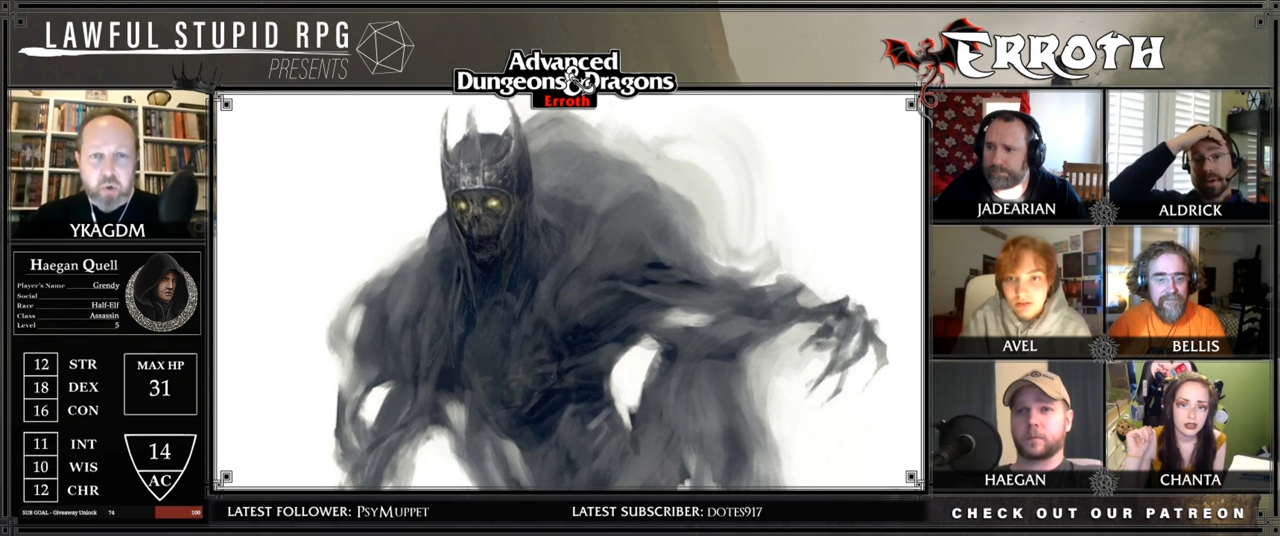 LAWFUL STUPID RPG
PRESENTS
Advanced
Dungeons & Dragons
Erroth
ERROTH
YKAGDM
JADEARIAN
ALDRICK
Haegan Quell
Player's Name Grendy
Social
Race Half-Elf
Class Assassin
Level 5
AVEL
BELLIS
12 STR
18 DEX
16 CON
MAX HP
31
11 INT
10 WIS
12 CHR
14
AC
HAEGAN
CHANTA
SUB GOAL - Giveaway Unlock 74 100
LATEST FOLLOWER: PsyMuppet
LATEST SUBSCRIBER: DOTES917
CHECK OUT OUR PATREON